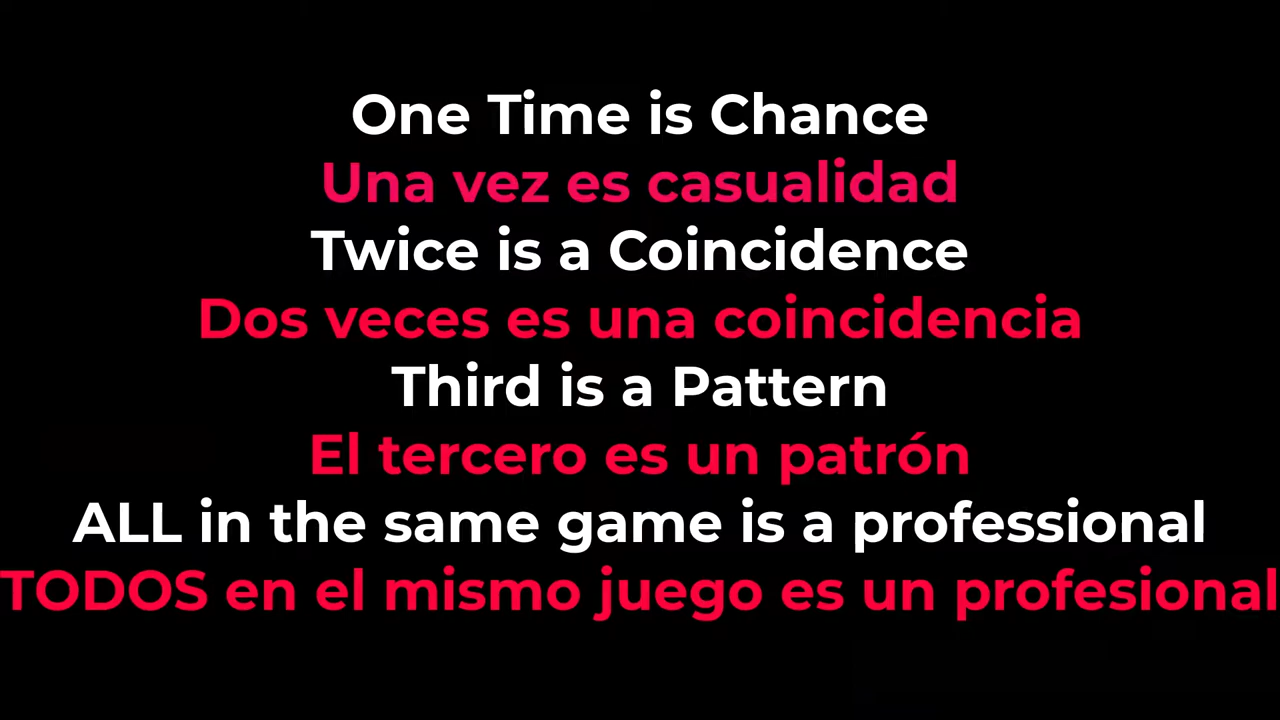 One Time is Chance
Una vez es casualidad
Twice is a Coincidence
Dos veces es una coincidencia
Third is a Pattern
El tercero es un patrón
ALL in the same game is a professional
TODOS en el mismo juego es un profesional